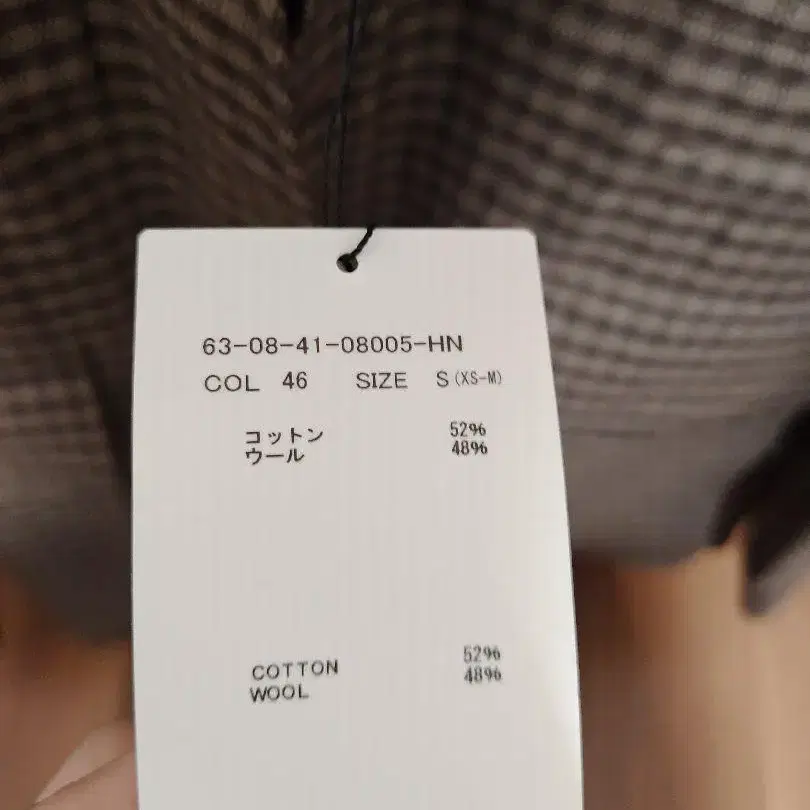 63-08-41-08005-HN
COL 46 SIZE S(XS-M)
コットン 52%
ウール 48%
COTTON 52%
WOOL 48%